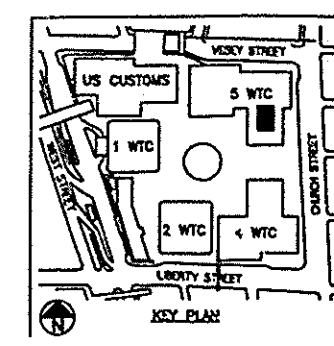 VESEY STREET
US CUSTOMS
5 WTC
1 WTC
WEST STREET
CHURCH STREET
2 WTC
4 WTC
LIBERTY STREET
N
KEY PLAN